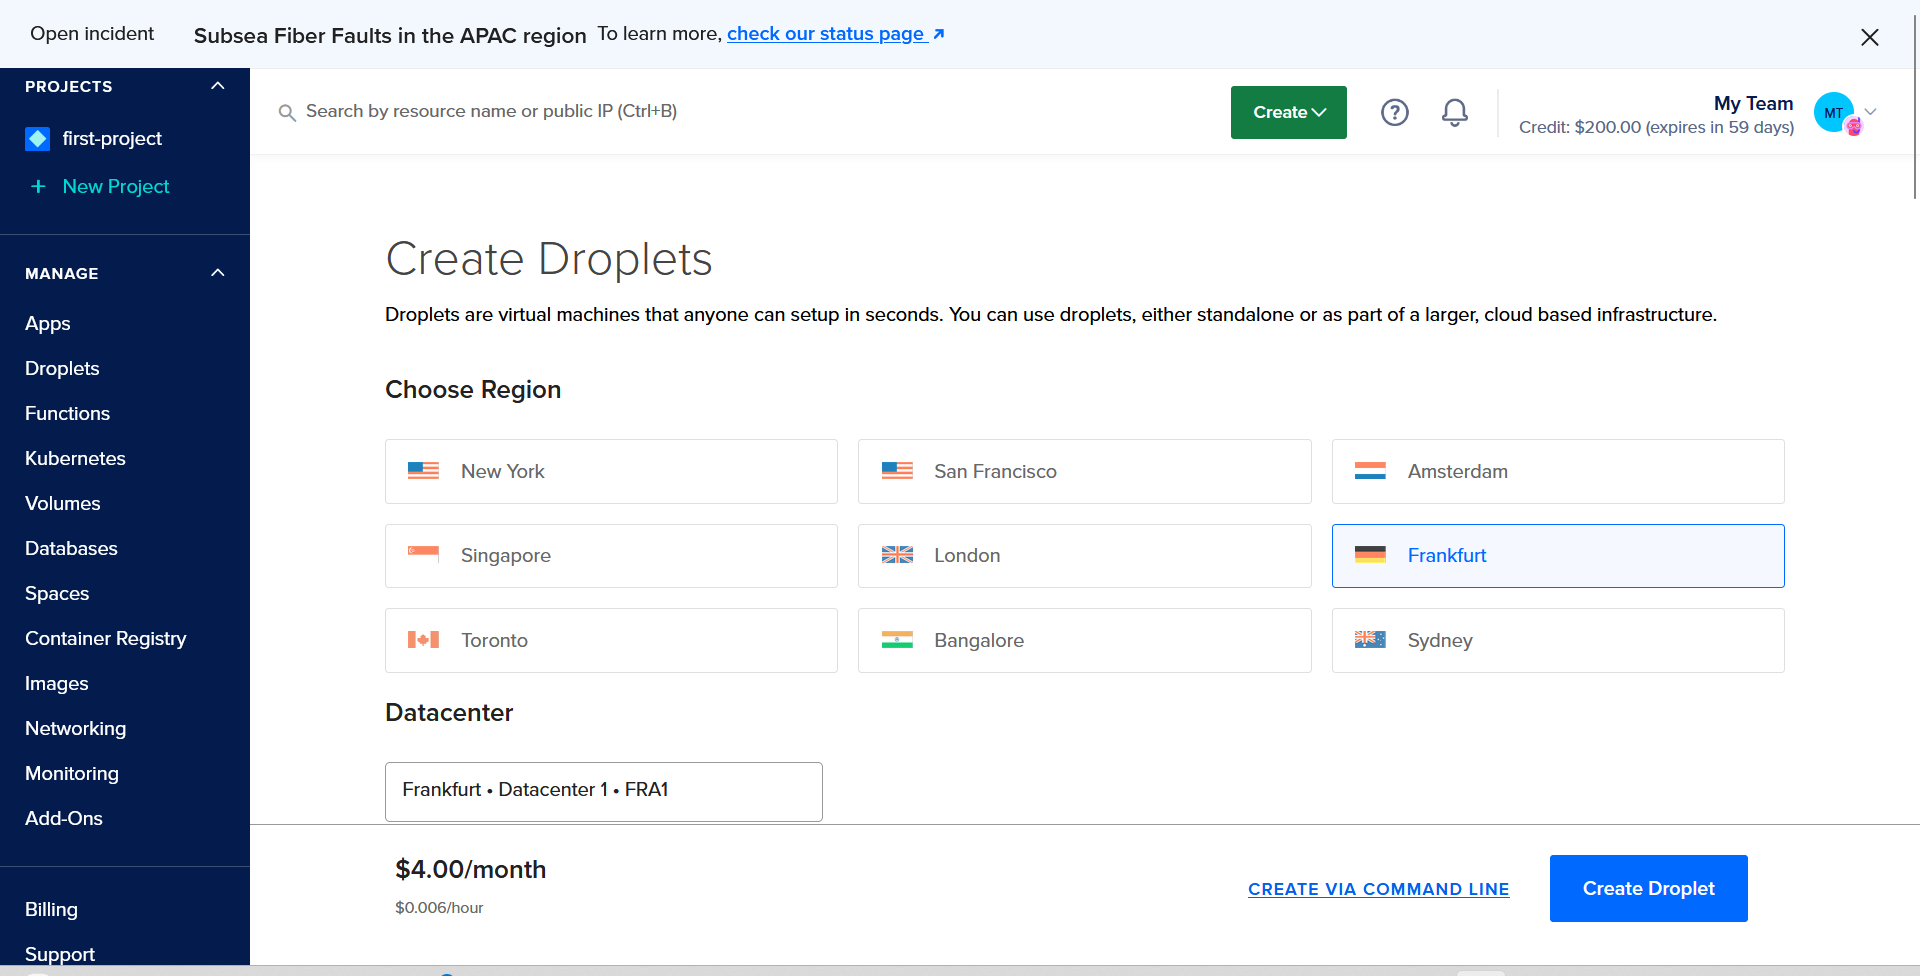 Open incident Subsea Fiber Faults in the APAC region To learn more, check our status page
PROJECTS
first-project
New Project
MANAGE
Apps
Droplets
Functions
Kubernetes
Volumes
Databases
Spaces
Container Registry
Images
Networking
Monitoring
Add-Ons
Billing
Support
Search by resource name or public IP (Ctrl+B)
Create
My Team
Credit: $200.00 (expires in 59 days)
MT
Create Droplets
Droplets are virtual machines that anyone can setup in seconds. You can use droplets, either standalone or as part of a larger, cloud based infrastructure.
Choose Region
New York San Francisco Amsterdam
Singapore London Frankfurt
Toronto Bangalore Sydney
Datacenter
Frankfurt • Datacenter 1 • FRA1
$4.00/month
$0.006/hour
CREATE VIA COMMAND LINE
Create Droplet